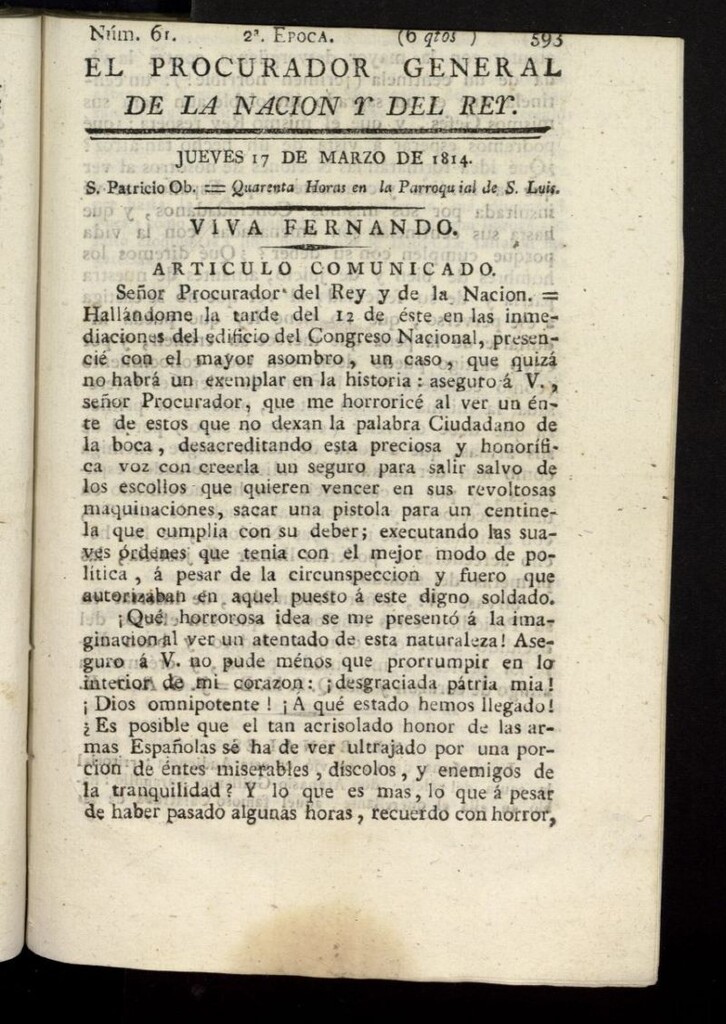 Núm. 61. 2ª. EPOCA. (6 qtos ) 593
EL PROCURADOR GENERAL
DE LA NACION Y DEL REY.
JUEVES 17 DE MARZO DE 1814.
S. Patricio Ob. = Quarenta Horas en la Parroquial de S. Luis.
VIVA FERNANDO.
ARTICULO COMUNICADO.
Señor Procurador del Rey y de la Nacion. =
Hallándome la tarde del 12 de éste en las inme-
diaciones del edificio del Congreso Nacional, presen-
cié con el mayor asombro, un caso, que quizá
no habrá un exemplar en la historia : aseguro á V.,
señor Procurador, que me horroricé al ver un én-
te de estos que no dexan la palabra Ciudadano de
la boca, desacreditando esta preciosa y honorífi-
ca voz con creerla un seguro para salir salvo de
los escollos que quieren vencer en sus revoltosas
maquinaciones, sacar una pistola para un centine-
la que cumplia con su deber; executando las sua-
ves órdenes que tenia con el mejor modo de po-
lítica, á pesar de la circunspeccion y fuero que
autorizaban en aquel puesto á este digno soldado.
¡Qué horrorosa idea se me presentó á la ima-
ginacion al ver un atentado de esta naturaleza! Ase-
guro á V. no pude ménos que prorrumpir en lo
interior de mi corazon: ¡desgraciada pátria mia!
¡Dios omnipotente! ¡A qué estado hemos llegado!
¿Es posible que el tan acrisolado honor de las ar-
mas Españolas se ha de ver ultrajado por una por-
cion de éntes miserables, díscolos, y enemigos de
la tranquilidad? Y lo que es mas, lo que á pesar
de haber pasado algunas horas, recuerdo con horror,